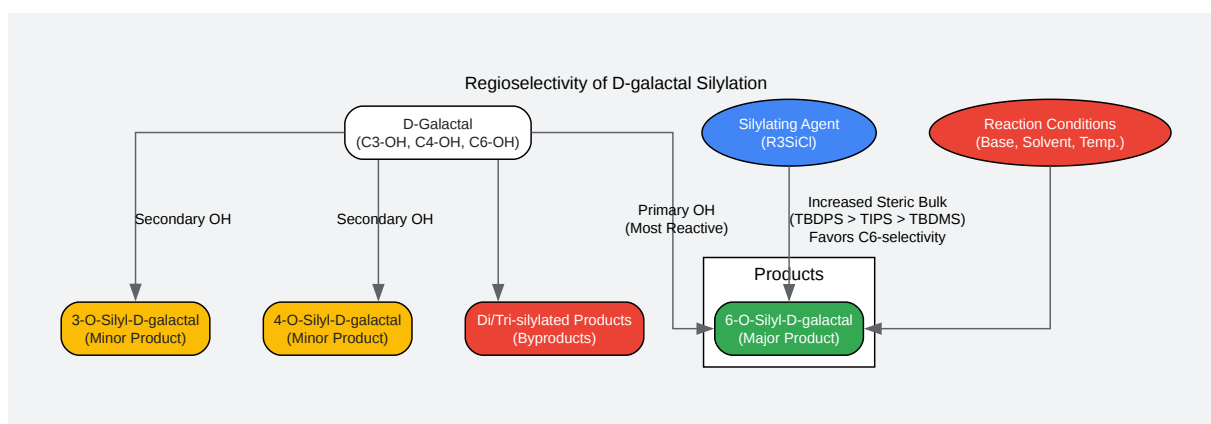 Regioselectivity of D-galactal Silylation
D-Galactal
(C3-OH, C4-OH, C6-OH)
Silylating Agent
(R3SiCl)
Reaction Conditions
(Base, Solvent, Temp.)
Secondary OH
Secondary OH
Primary OH
(Most Reactive)
Increased Steric Bulk
(TBDPS > TIPS > TBDMS)
Favors C6-selectivity
Products
3-O-Silyl-D-galactal
(Minor Product)
4-O-Silyl-D-galactal
(Minor Product)
Di/Tri-silylated Products
(Byproducts)
6-O-Silyl-D-galactal
(Major Product)